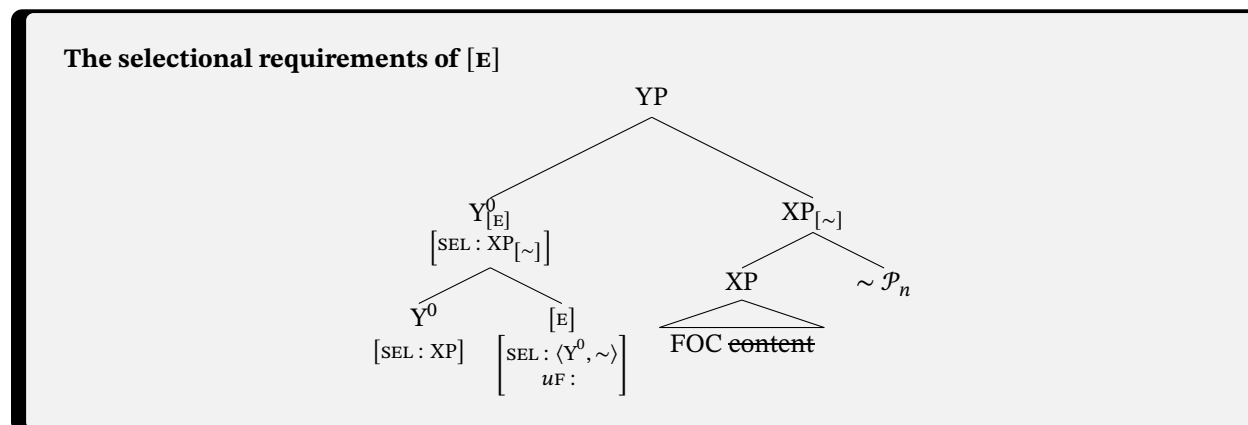 The selectional requirements of [E]
YP
Y⁰[E] XP[∼]
[SEL : XP[∼]]
XP ∼ 𝒫ₙ
Y⁰ [E]
[SEL : XP] [SEL : ⟨Y⁰, ∼⟩ FOC content
uF : ]